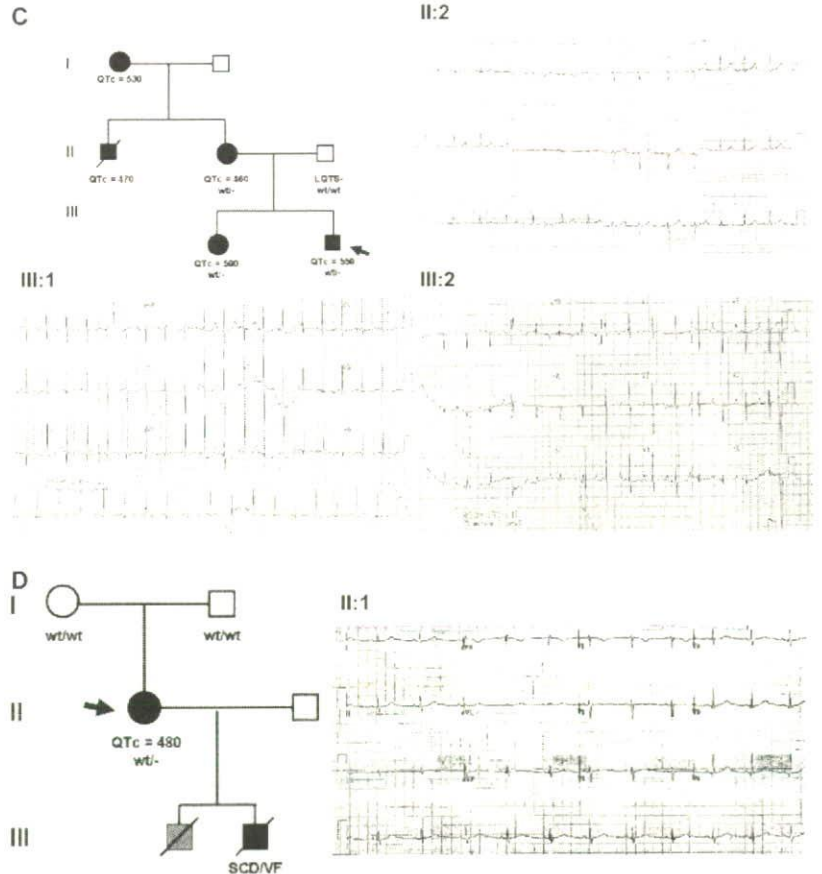 C
I
QTc = 530
II
QTc = 470
QTc = 460
wt/-
LQTS-
wt/wt
III
QTc = 500
wt/-
QTc = 550
wt/-
II:2
III:1
III:2
D
I
wt/wt
wt/wt
II
QTc = 480
wt/-
III
SCD/VF
II:1